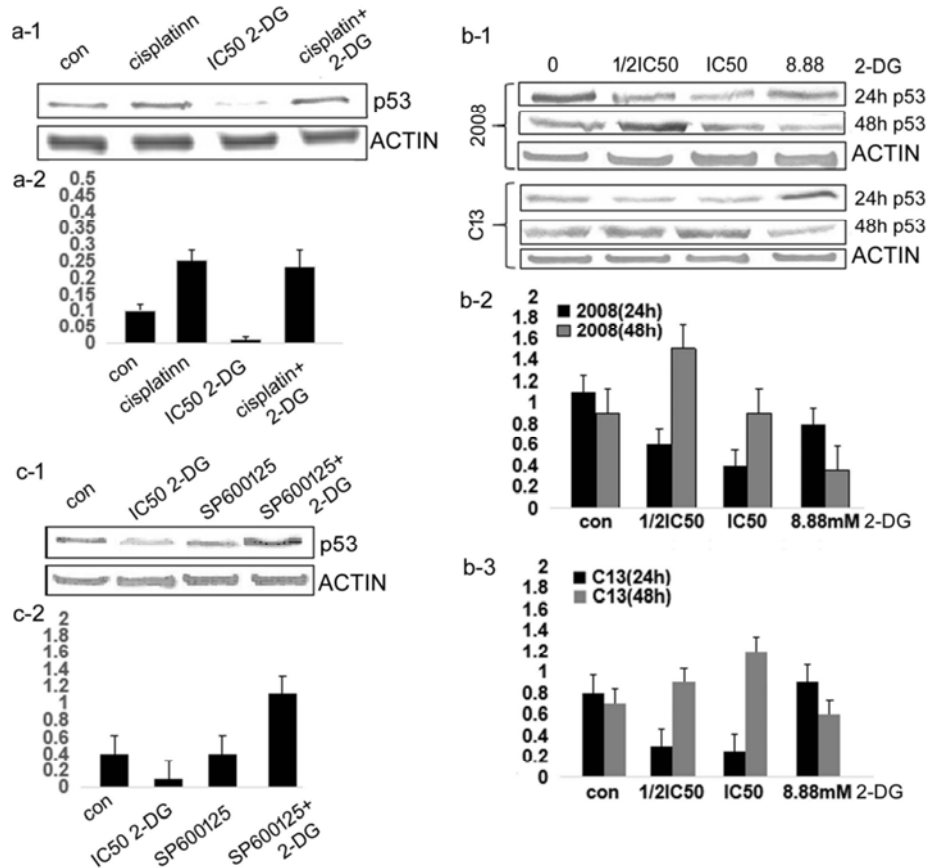 a-1
con cisplatinn IC50 2-DG cisplatin+ 2-DG
p53
ACTIN
a-2
0.5
0.45
0.4
0.35
0.3
0.25
0.2
0.15
0.1
0.05
0
con cisplatinn IC50 2-DG cisplatin+ 2-DG
c-1
con IC50 2-DG SP600125 SP600125+ 2-DG
p53
ACTIN
c-2
2
1.8
1.6
1.4
1.2
1
0.8
0.6
0.4
0.2
0
con IC50 2-DG SP600125 SP600125+ 2-DG
b-1
0 1/2IC50 IC50 8.88 2-DG
2008
24h p53
48h p53
ACTIN
C13
24h p53
48h p53
ACTIN
b-2
2008(24h)
2008(48h)
2
1.8
1.6
1.4
1.2
1
0.8
0.6
0.4
0.2
0
con 1/2IC50 IC50 8.88mM 2-DG
b-3
C13(24h)
C13(48h)
2
1.8
1.6
1.4
1.2
1
0.8
0.6
0.4
0.2
0
con 1/2IC50 IC50 8.88mM 2-DG